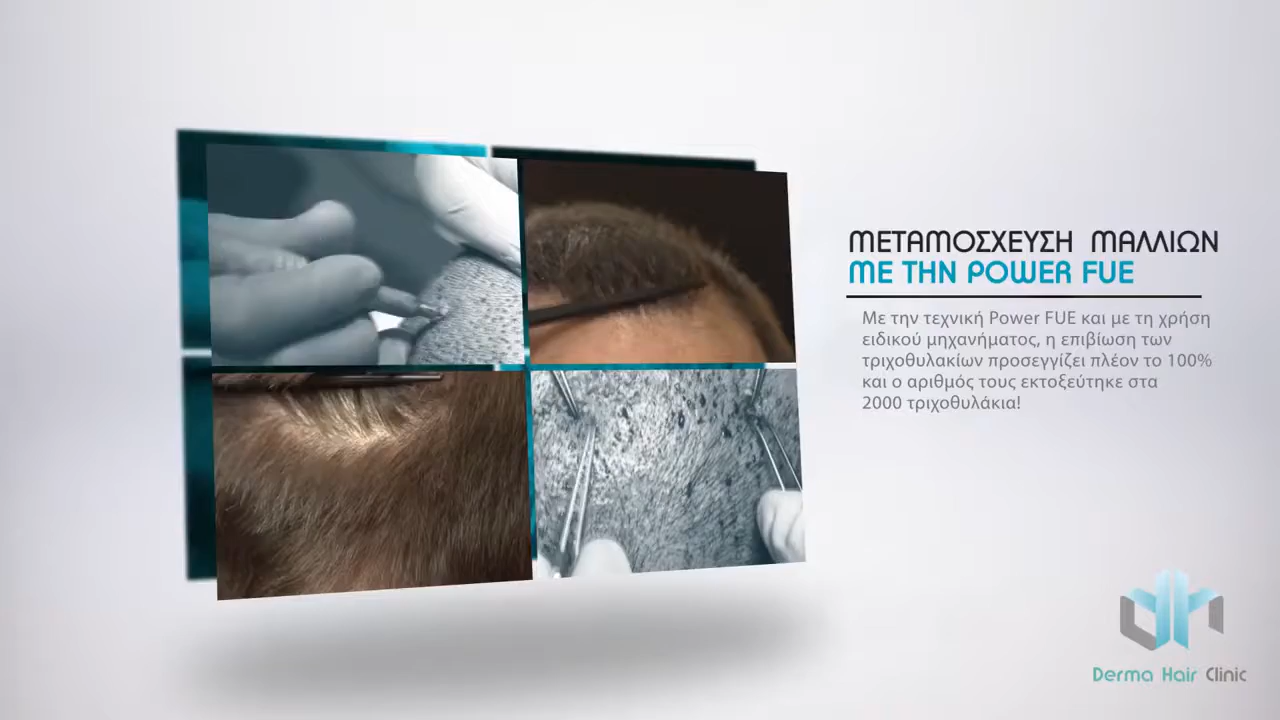 ΜΕΤΑΜΟΣΧΕΥΣΗ ΜΑΛΛΙΩΝ
ΜΕ ΤΗΝ POWER FUE
Με την τεχνική Power FUE και με τη χρήση
ειδικού μηχανήματος, η επιβίωση των
τριχοθυλακίων προσεγγίζει πλέον το 100%
και ο αριθμός τους εκτοξεύτηκε στα
2000 τριχοθυλάκια!
Derma Hair Clinic